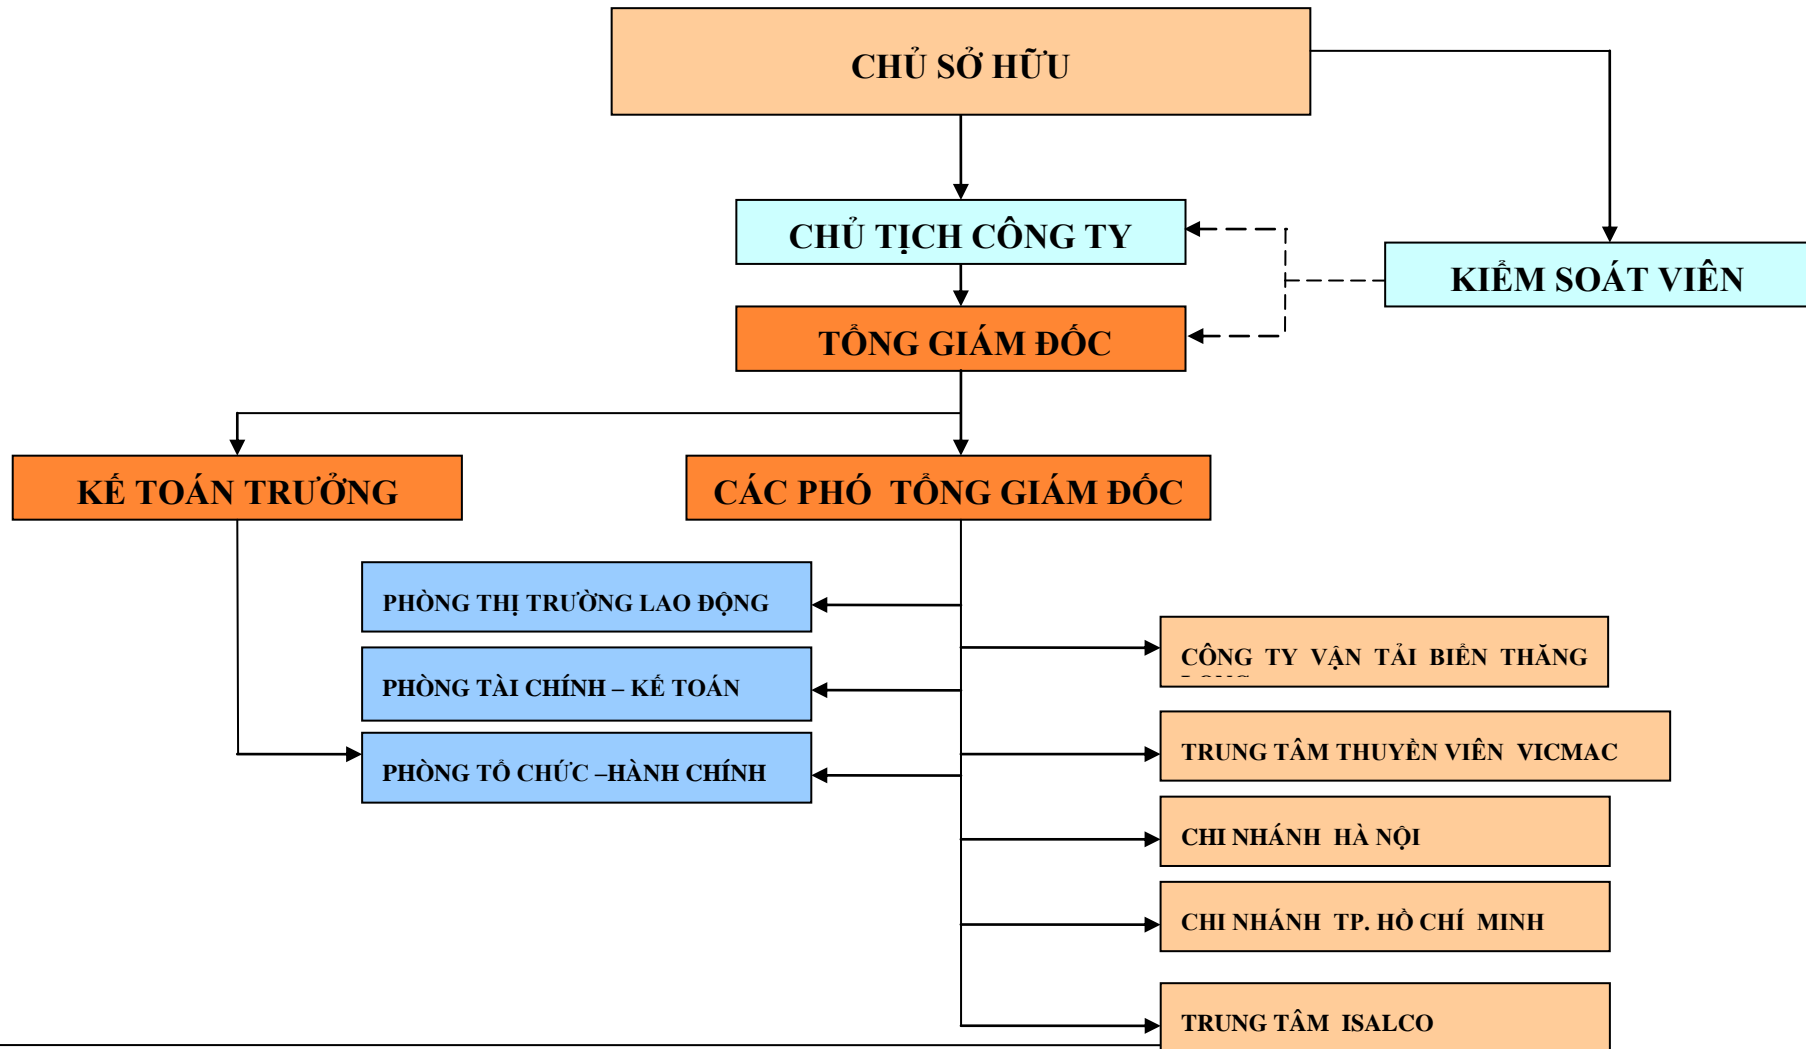 CHỦ SỞ HỮU
CHỦ TỊCH CÔNG TY
KIỂM SOÁT VIÊN
TỔNG GIÁM ĐỐC
KẾ TOÁN TRƯỞNG
CÁC PHÓ TỔNG GIÁM ĐỐC
PHÒNG THỊ TRƯỜNG LAO ĐỘNG
CÔNG TY VẬN TẢI BIỂN THĂNG
PHÒNG TÀI CHÍNH – KẾ TOÁN
TRUNG TÂM THUYỀN VIÊN VICMAC
PHÒNG TỔ CHỨC –HÀNH CHÍNH
CHI NHÁNH HÀ NỘI
CHI NHÁNH TP. HỒ CHÍ MINH
TRUNG TÂM ISALCO